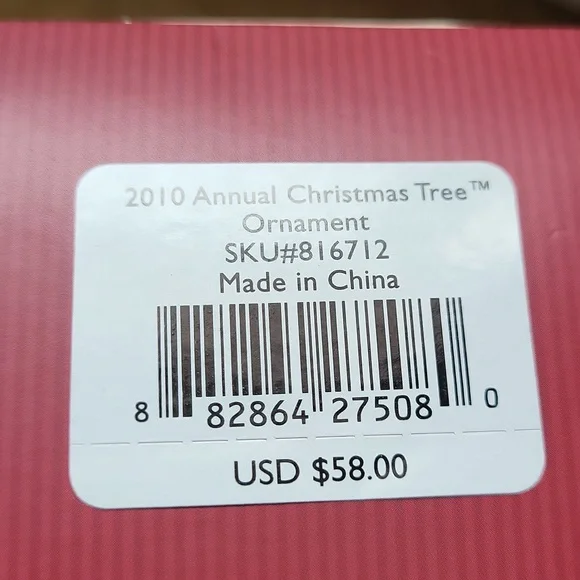 2010 Annual Christmas Tree™
Ornament
SKU#816712
Made in China
8 82864 27508 0
USD $58.00